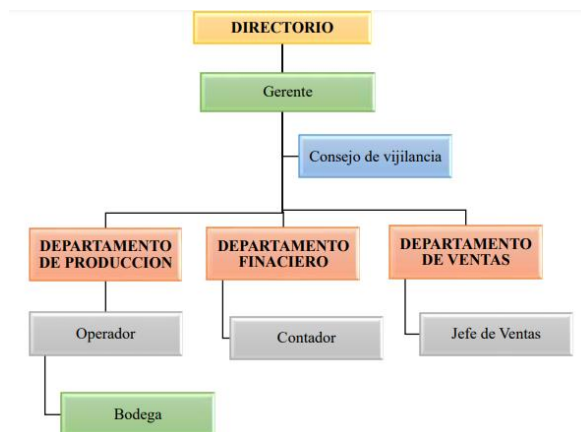 DIRECTORIO
Gerente
Consejo de vijilancia
DEPARTAMENTO
DE PRODUCCION
DEPARTAMENTO
FINACIERO
DEPARTAMENTO
DE VENTAS
Operador
Contador
Jefe de Ventas
Bodega